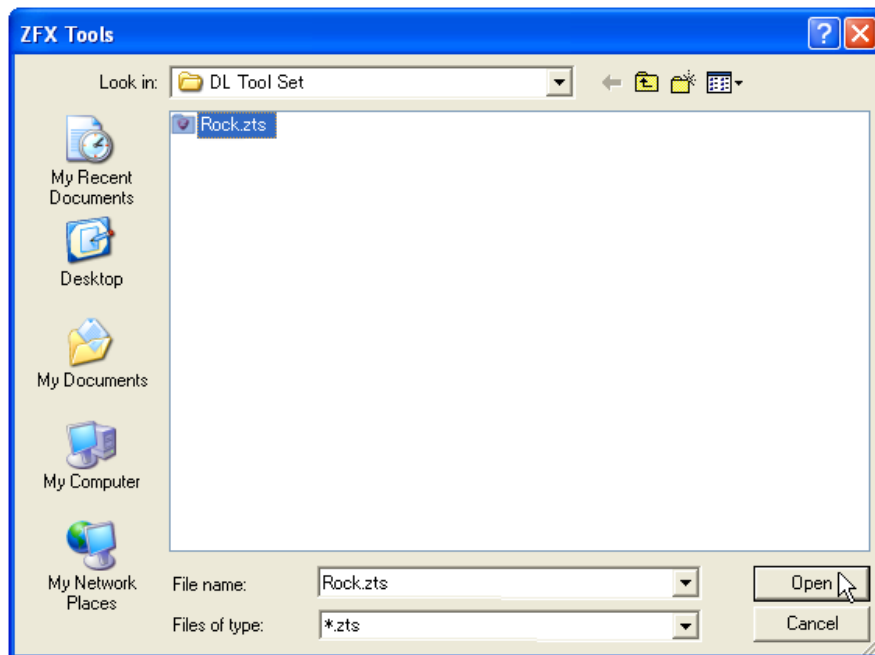 ZFX Tools
Look in:
DL Tool Set
Rock.zts
My Recent
Documents
Desktop
My Documents
My Computer
My Network
Places
File name:
Rock.zts
Open
Files of type:
*.zts
Cancel